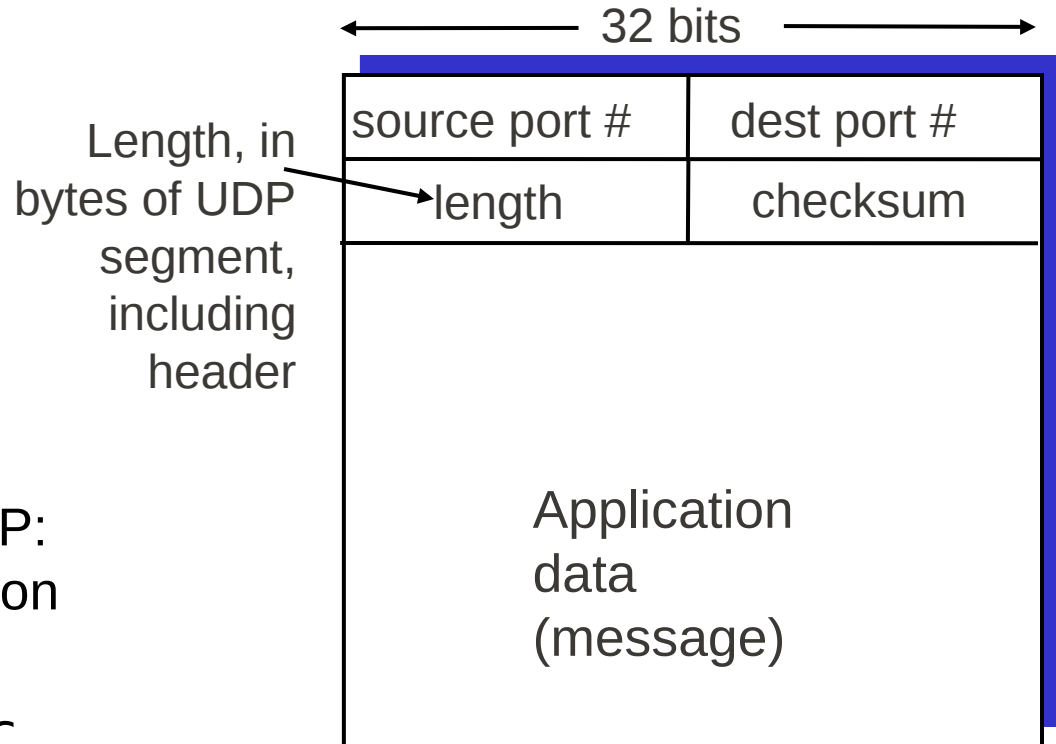 32 bits
source port # dest port #
Length, in
bytes of UDP
segment,
including
header
length checksum
P:
on
Application
data
(message)